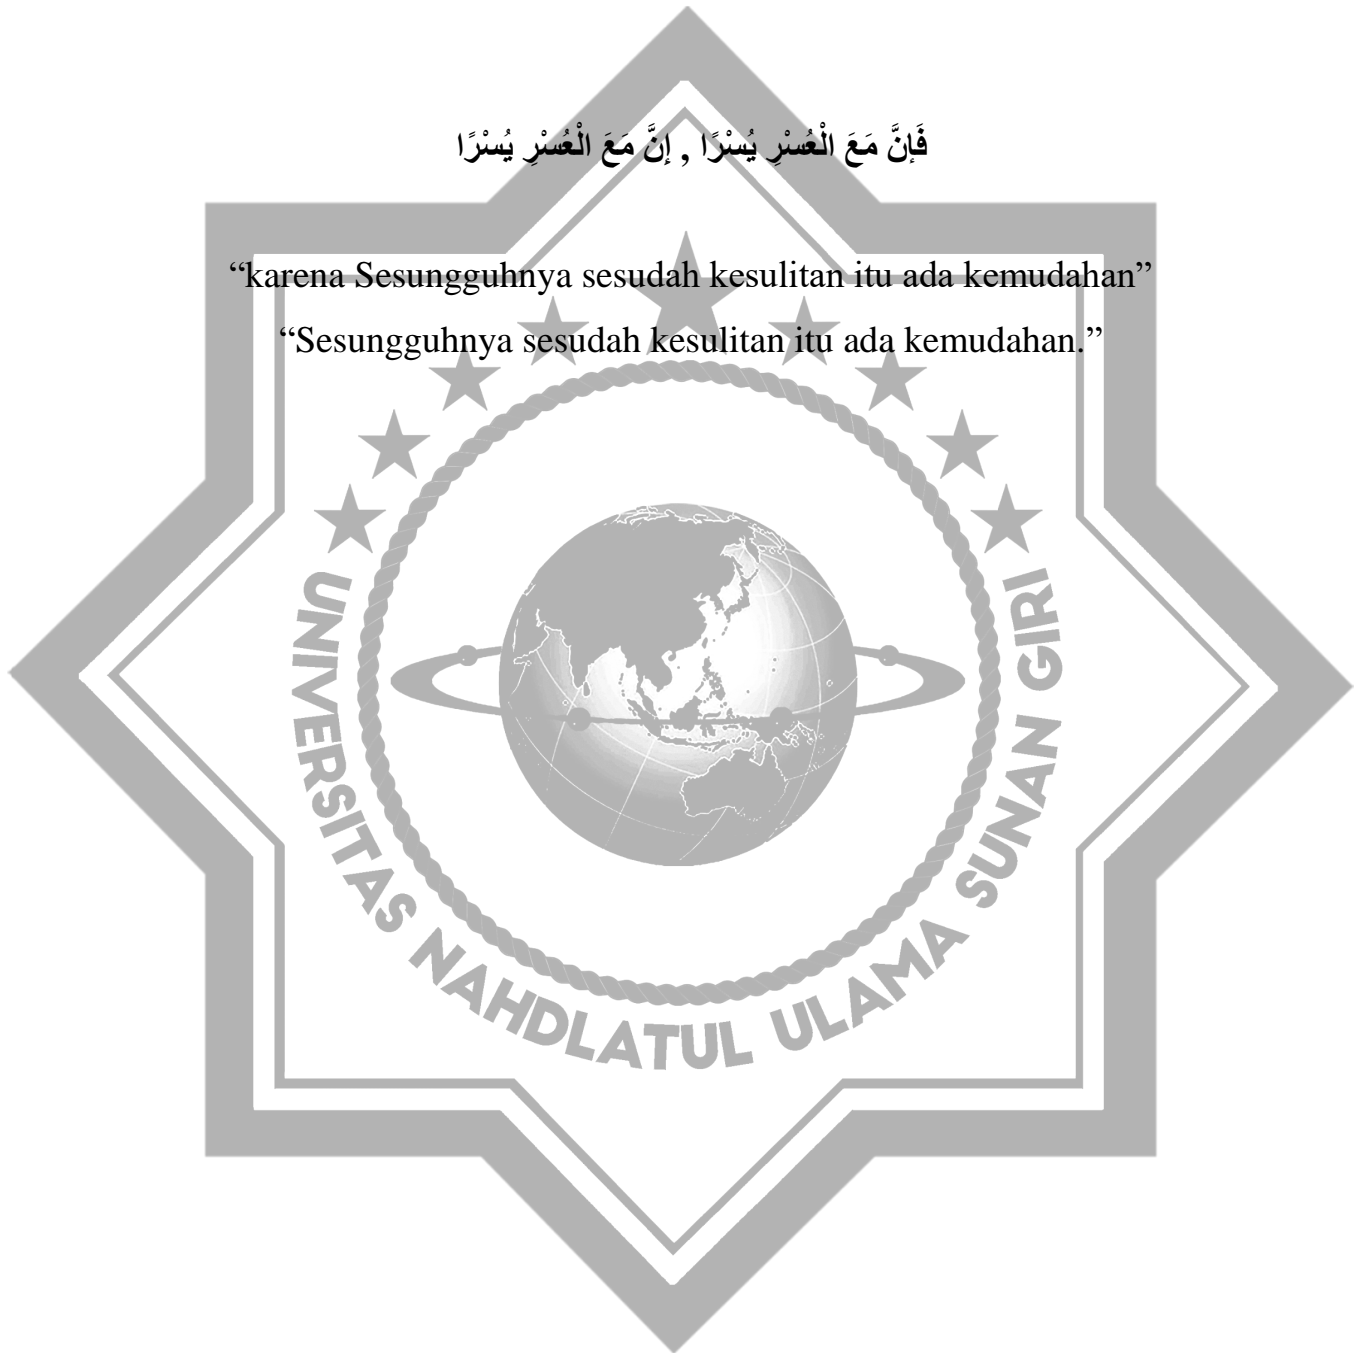 فَإِنَّ مَعَ الْعُسْرِ يُسْرًا , إِنَّ مَعَ الْعُسْرِ يُسْرًا
“karena Sesungguhnya sesudah kesulitan itu ada kemudahan”
“Sesungguhnya sesudah kesulitan itu ada kemudahan.”
UNIVERSITAS NAHDLATUL ULAMA SUNAN GIRI